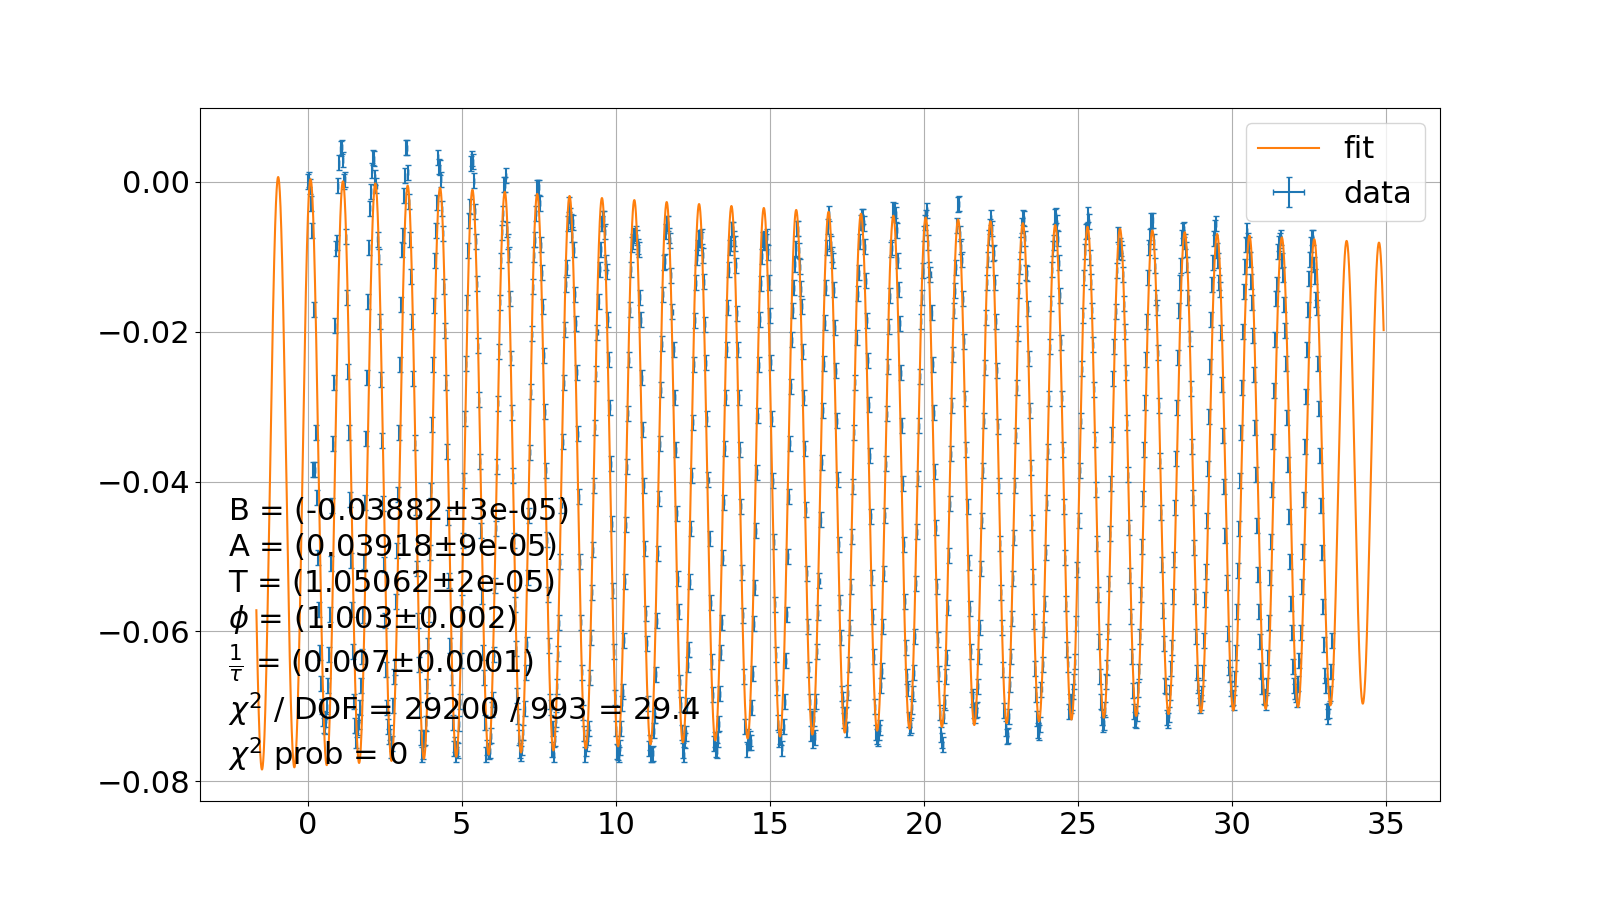 fit
data
0.00
−0.02
−0.04
−0.06
−0.08
B = (-0.03882±3e-05)
A = (0.03918±9e-05)
T = (1.05062±2e-05)
ϕ = (1.003±0.002)
1/τ = (0.007±0.0001)
χ² / DOF = 29200 / 993 = 29.4
χ² prob = 0
0 5 10 15 20 25 30 35